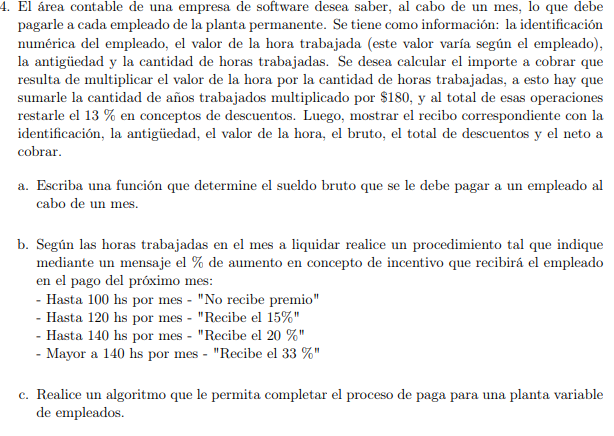 4. El área contable de una empresa de software desea saber, al cabo de un mes, lo que debe
pagarle a cada empleado de la planta permanente. Se tiene como información: la identificación
numérica del empleado, el valor de la hora trabajada (este valor varía según el empleado),
la antigüedad y la cantidad de horas trabajadas. Se desea calcular el importe a cobrar que
resulta de multiplicar el valor de la hora por la cantidad de horas trabajadas, a esto hay que
sumarle la cantidad de años trabajados multiplicado por $180, y al total de esas operaciones
restarle el 13 % en conceptos de descuentos. Luego, mostrar el recibo correspondiente con la
identificación, la antigüedad, el valor de la hora, el bruto, el total de descuentos y el neto a
cobrar.
a. Escriba una función que determine el sueldo bruto que se le debe pagar a un empleado al
cabo de un mes.
b. Según las horas trabajadas en el mes a liquidar realice un procedimiento tal que indique
mediante un mensaje el % de aumento en concepto de incentivo que recibirá el empleado
en el pago del próximo mes:
- Hasta 100 hs por mes - "No recibe premio"
- Hasta 120 hs por mes - "Recibe el 15%"
- Hasta 140 hs por mes - "Recibe el 20 %"
- Mayor a 140 hs por mes - "Recibe el 33 %"
c. Realice un algoritmo que le permita completar el proceso de paga para una planta variable
de empleados.